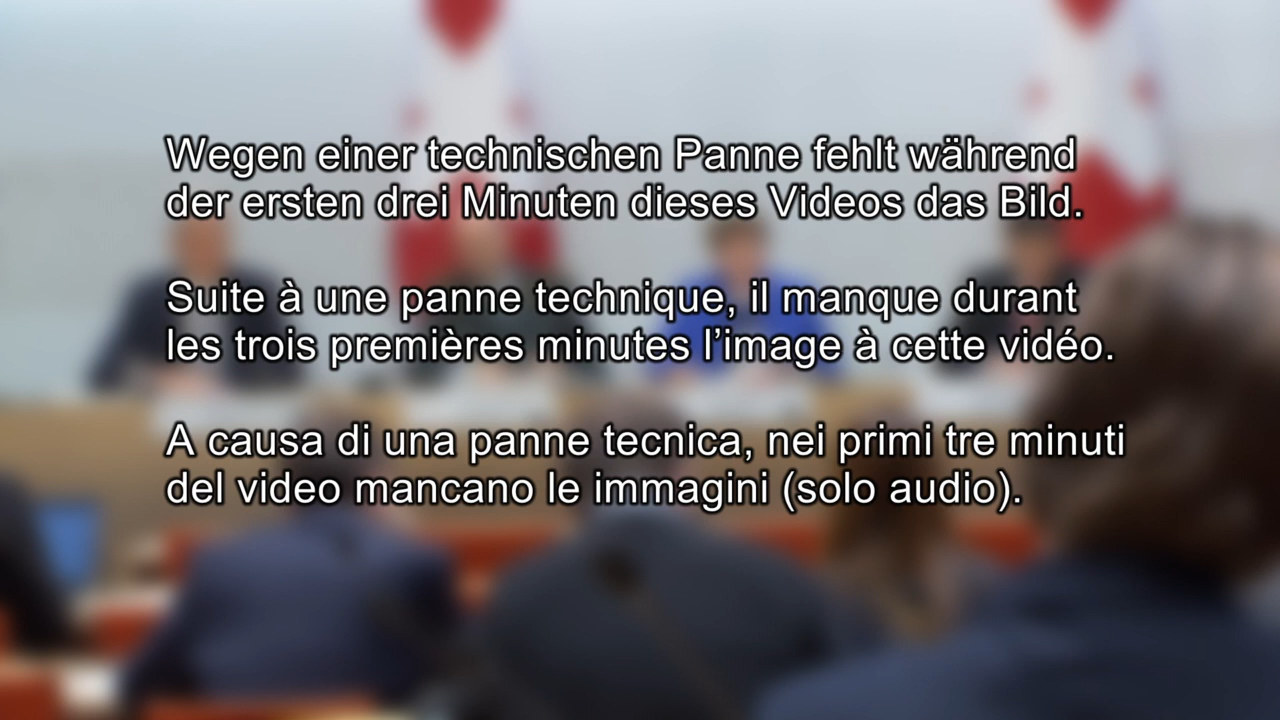 Wegen einer technischen Panne fehlt während
der ersten drei Minuten dieses Videos das Bild.
Suite à une panne technique, il manque durant
les trois premières minutes l’image à cette vidéo.
A causa di una panne tecnica, nei primi tre minuti
del video mancano le immagini (solo audio).